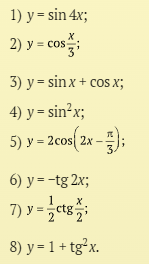 1) y = sin 4x;
2) y = cos x/3;
3) y = sin x + cos x;
4) y = sin²x;
5) y = 2cos(2x − π/3);
6) y = −tg 2x;
7) y = 1/2 ctg x/2;
8) y = 1 + tg²x.